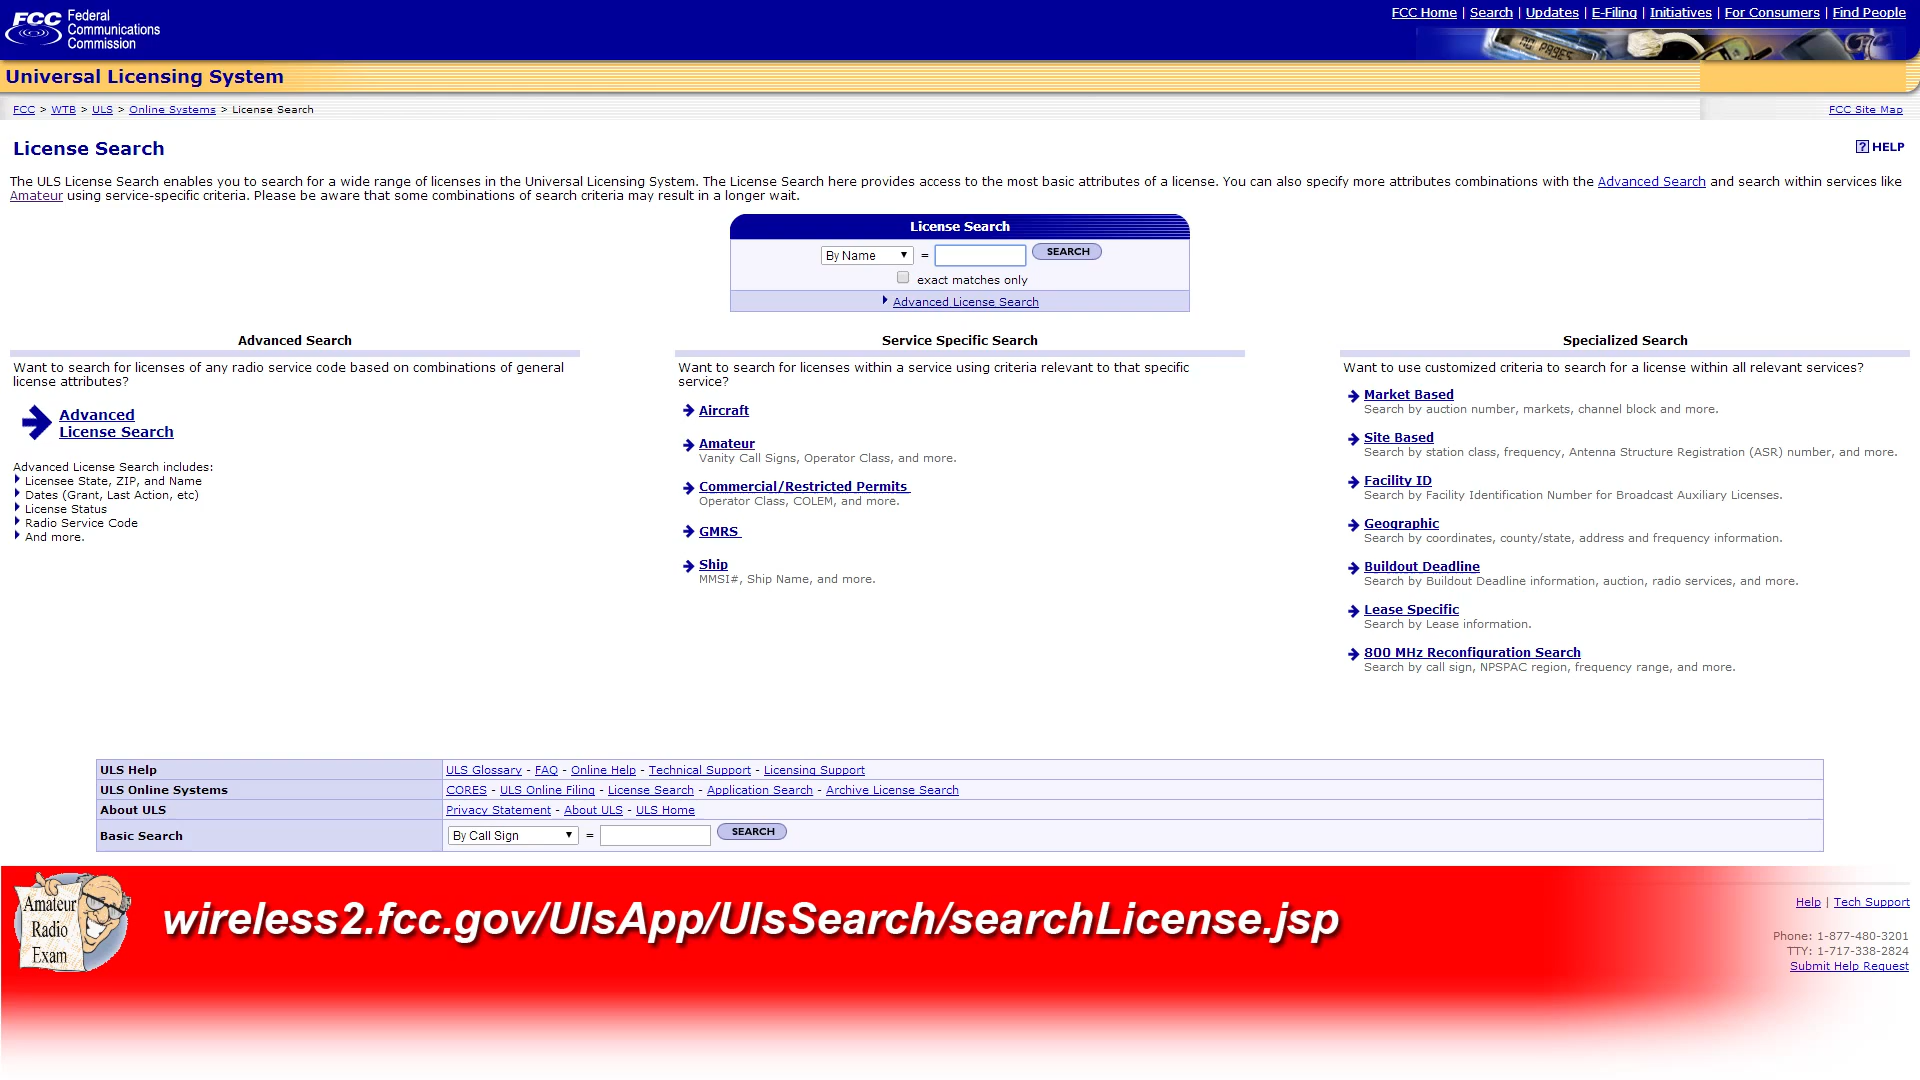 FCC Federal
Communications
Commission
FCC Home | Search | Updates | E-Filing | Initiatives | For Consumers | Find People
NO PAGES
Universal Licensing System
FCC > WTB > ULS > Online Systems > License Search
FCC Site Map
License Search
? HELP
The ULS License Search enables you to search for a wide range of licenses in the Universal Licensing System. The License Search here provides access to the most basic attributes of a license. You can also specify more attributes combinations with the Advanced Search and search within services like
Amateur using service-specific criteria. Please be aware that some combinations of search criteria may result in a longer wait.
License Search
By Name = SEARCH
exact matches only
Advanced License Search
Advanced Search
Want to search for licenses of any radio service code based on combinations of general
license attributes?
Advanced
License Search
Advanced License Search includes:
Licensee State, ZIP, and Name
Dates (Grant, Last Action, etc)
License Status
Radio Service Code
And more.
Service Specific Search
Want to search for licenses within a service using criteria relevant to that specific
service?
Aircraft
Amateur
Vanity Call Signs, Operator Class, and more.
Commercial/Restricted Permits
Operator Class, COLEM, and more.
GMRS
Ship
MMSI#, Ship Name, and more.
Specialized Search
Want to use customized criteria to search for a license within all relevant services?
Market Based
Search by auction number, markets, channel block and more.
Site Based
Search by station class, frequency, Antenna Structure Registration (ASR) number, and more.
Facility ID
Search by Facility Identification Number for Broadcast Auxiliary Licenses.
Geographic
Search by coordinates, county/state, address and frequency information.
Buildout Deadline
Search by Buildout Deadline information, auction, radio services, and more.
Lease Specific
Search by Lease information.
800 MHz Reconfiguration Search
Search by call sign, NPSPAC region, frequency range, and more.
ULS Help ULS Glossary - FAQ - Online Help - Technical Support - Licensing Support
ULS Online Systems CORES - ULS Online Filing - License Search - Application Search - Archive License Search
About ULS Privacy Statement - About ULS - ULS Home
Basic Search By Call Sign = SEARCH
Amateur
Radio
Exam
wireless2.fcc.gov/UlsApp/UlsSearch/searchLicense.jsp
Help | Tech Support
Phone: 1-877-480-3201
TTY: 1-717-338-2824
Submit Help Request